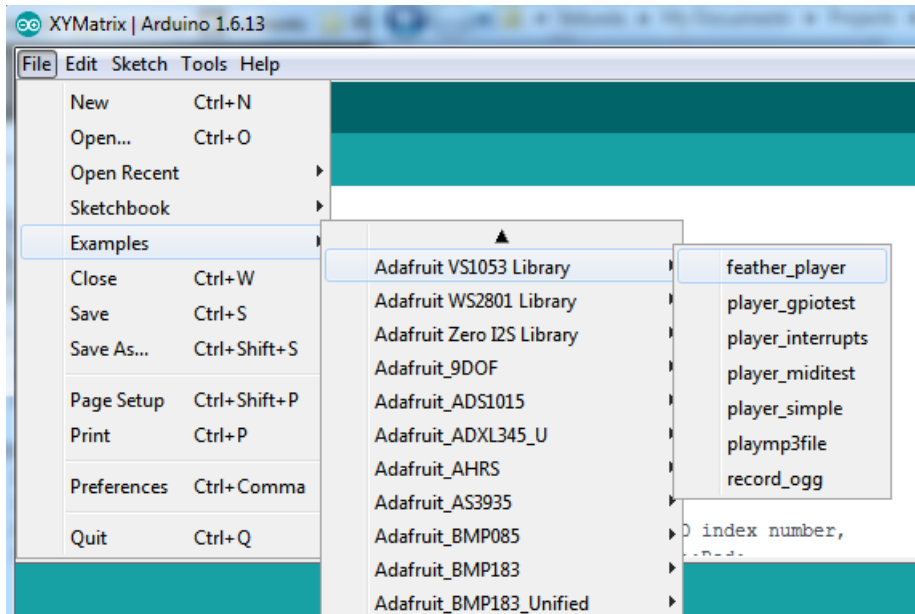 XYMatrix | Arduino 1.6.13
File Edit Sketch Tools Help
New Ctrl+N
Open... Ctrl+O
Open Recent
Sketchbook
Examples
Close Ctrl+W
Save Ctrl+S
Save As... Ctrl+Shift+S
Page Setup Ctrl+Shift+P
Print Ctrl+P
Preferences Ctrl+Comma
Quit Ctrl+Q
Adafruit VS1053 Library
Adafruit WS2801 Library
Adafruit Zero I2S Library
Adafruit_9DOF
Adafruit_ADS1015
Adafruit_ADXL345_U
Adafruit_AHRS
Adafruit_AS3935
Adafruit_BMP085
Adafruit_BMP183
Adafruit_BMP183_Unified
feather_player
player_gpiotest
player_interrupts
player_miditest
player_simple
playmp3file
record_ogg
index number,